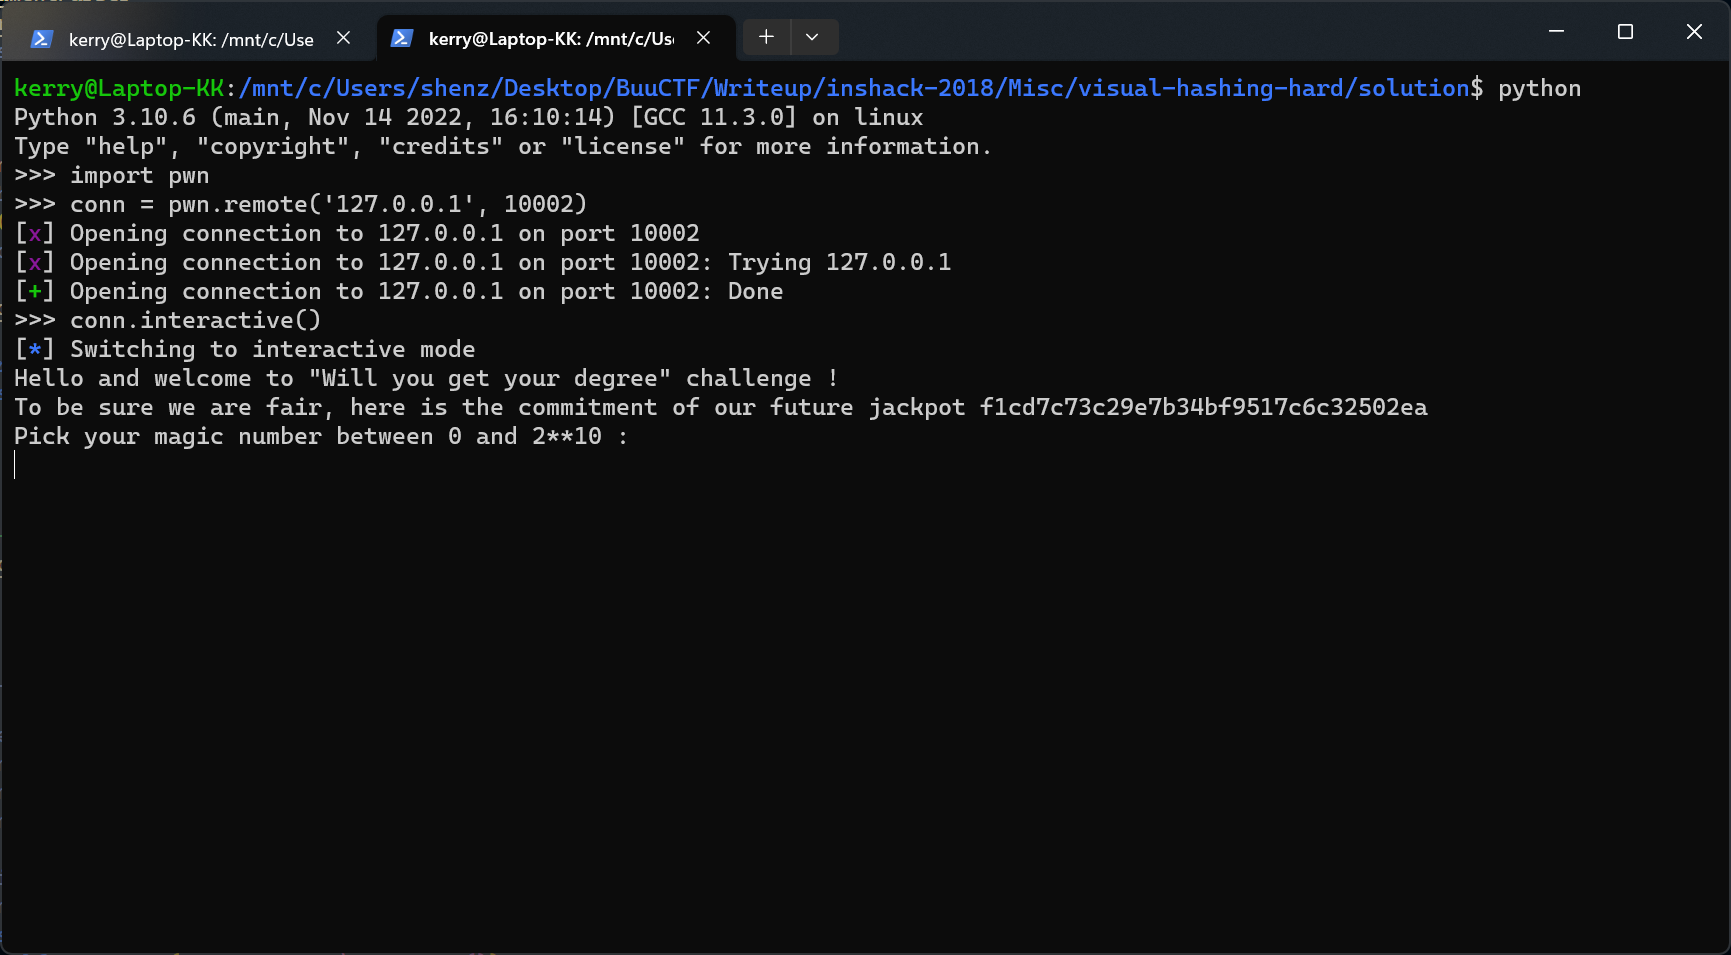 kerry@Laptop-KK: /mnt/c/Use
kerry@Laptop-KK: /mnt/c/Us
kerry@Laptop-KK:/mnt/c/Users/shenz/Desktop/BuuCTF/Writeup/inshack-2018/Misc/visual-hashing-hard/solution$ python
Python 3.10.6 (main, Nov 14 2022, 16:10:14) [GCC 11.3.0] on linux
Type "help", "copyright", "credits" or "license" for more information.
>>> import pwn
>>> conn = pwn.remote('127.0.0.1', 10002)
[x] Opening connection to 127.0.0.1 on port 10002
[x] Opening connection to 127.0.0.1 on port 10002: Trying 127.0.0.1
[+] Opening connection to 127.0.0.1 on port 10002: Done
>>> conn.interactive()
[*] Switching to interactive mode
Hello and welcome to "Will you get your degree" challenge !
To be sure we are fair, here is the commitment of our future jackpot f1cd7c73c29e7b34bf9517c6c32502ea
Pick your magic number between 0 and 2**10 :